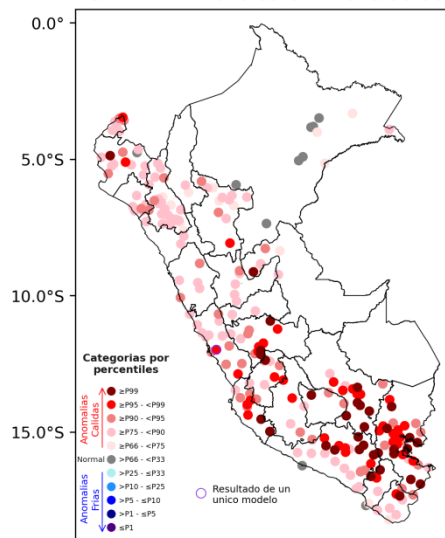 0.0°
5.0°S
10.0°S
15.0°S
Categorias por
percentiles
Anomalias
Calidas
≥P99
≥P95 - <P99
≥P90 - <P95
≥P75 - <P90
≥P66 - <P75
Normal
>P66 - <P33
Anomalias
Frias
>P25 - ≤P33
>P10 - ≤P25
>P5 - ≤P10
>P1 - ≤P5
≤P1
Resultado de un
unico modelo